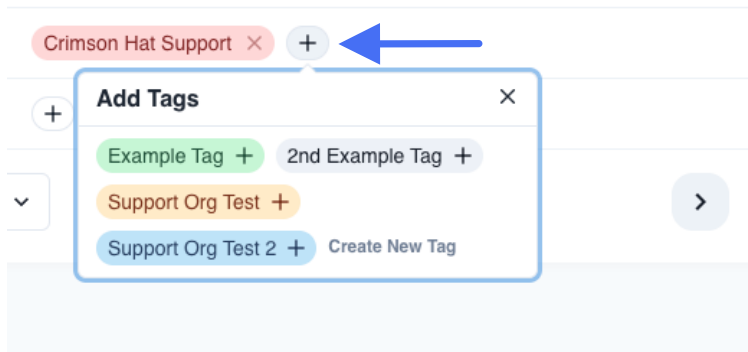 Crimson Hat Support
Add Tags
Example Tag 2nd Example Tag
Support Org Test
Support Org Test 2 Create New Tag